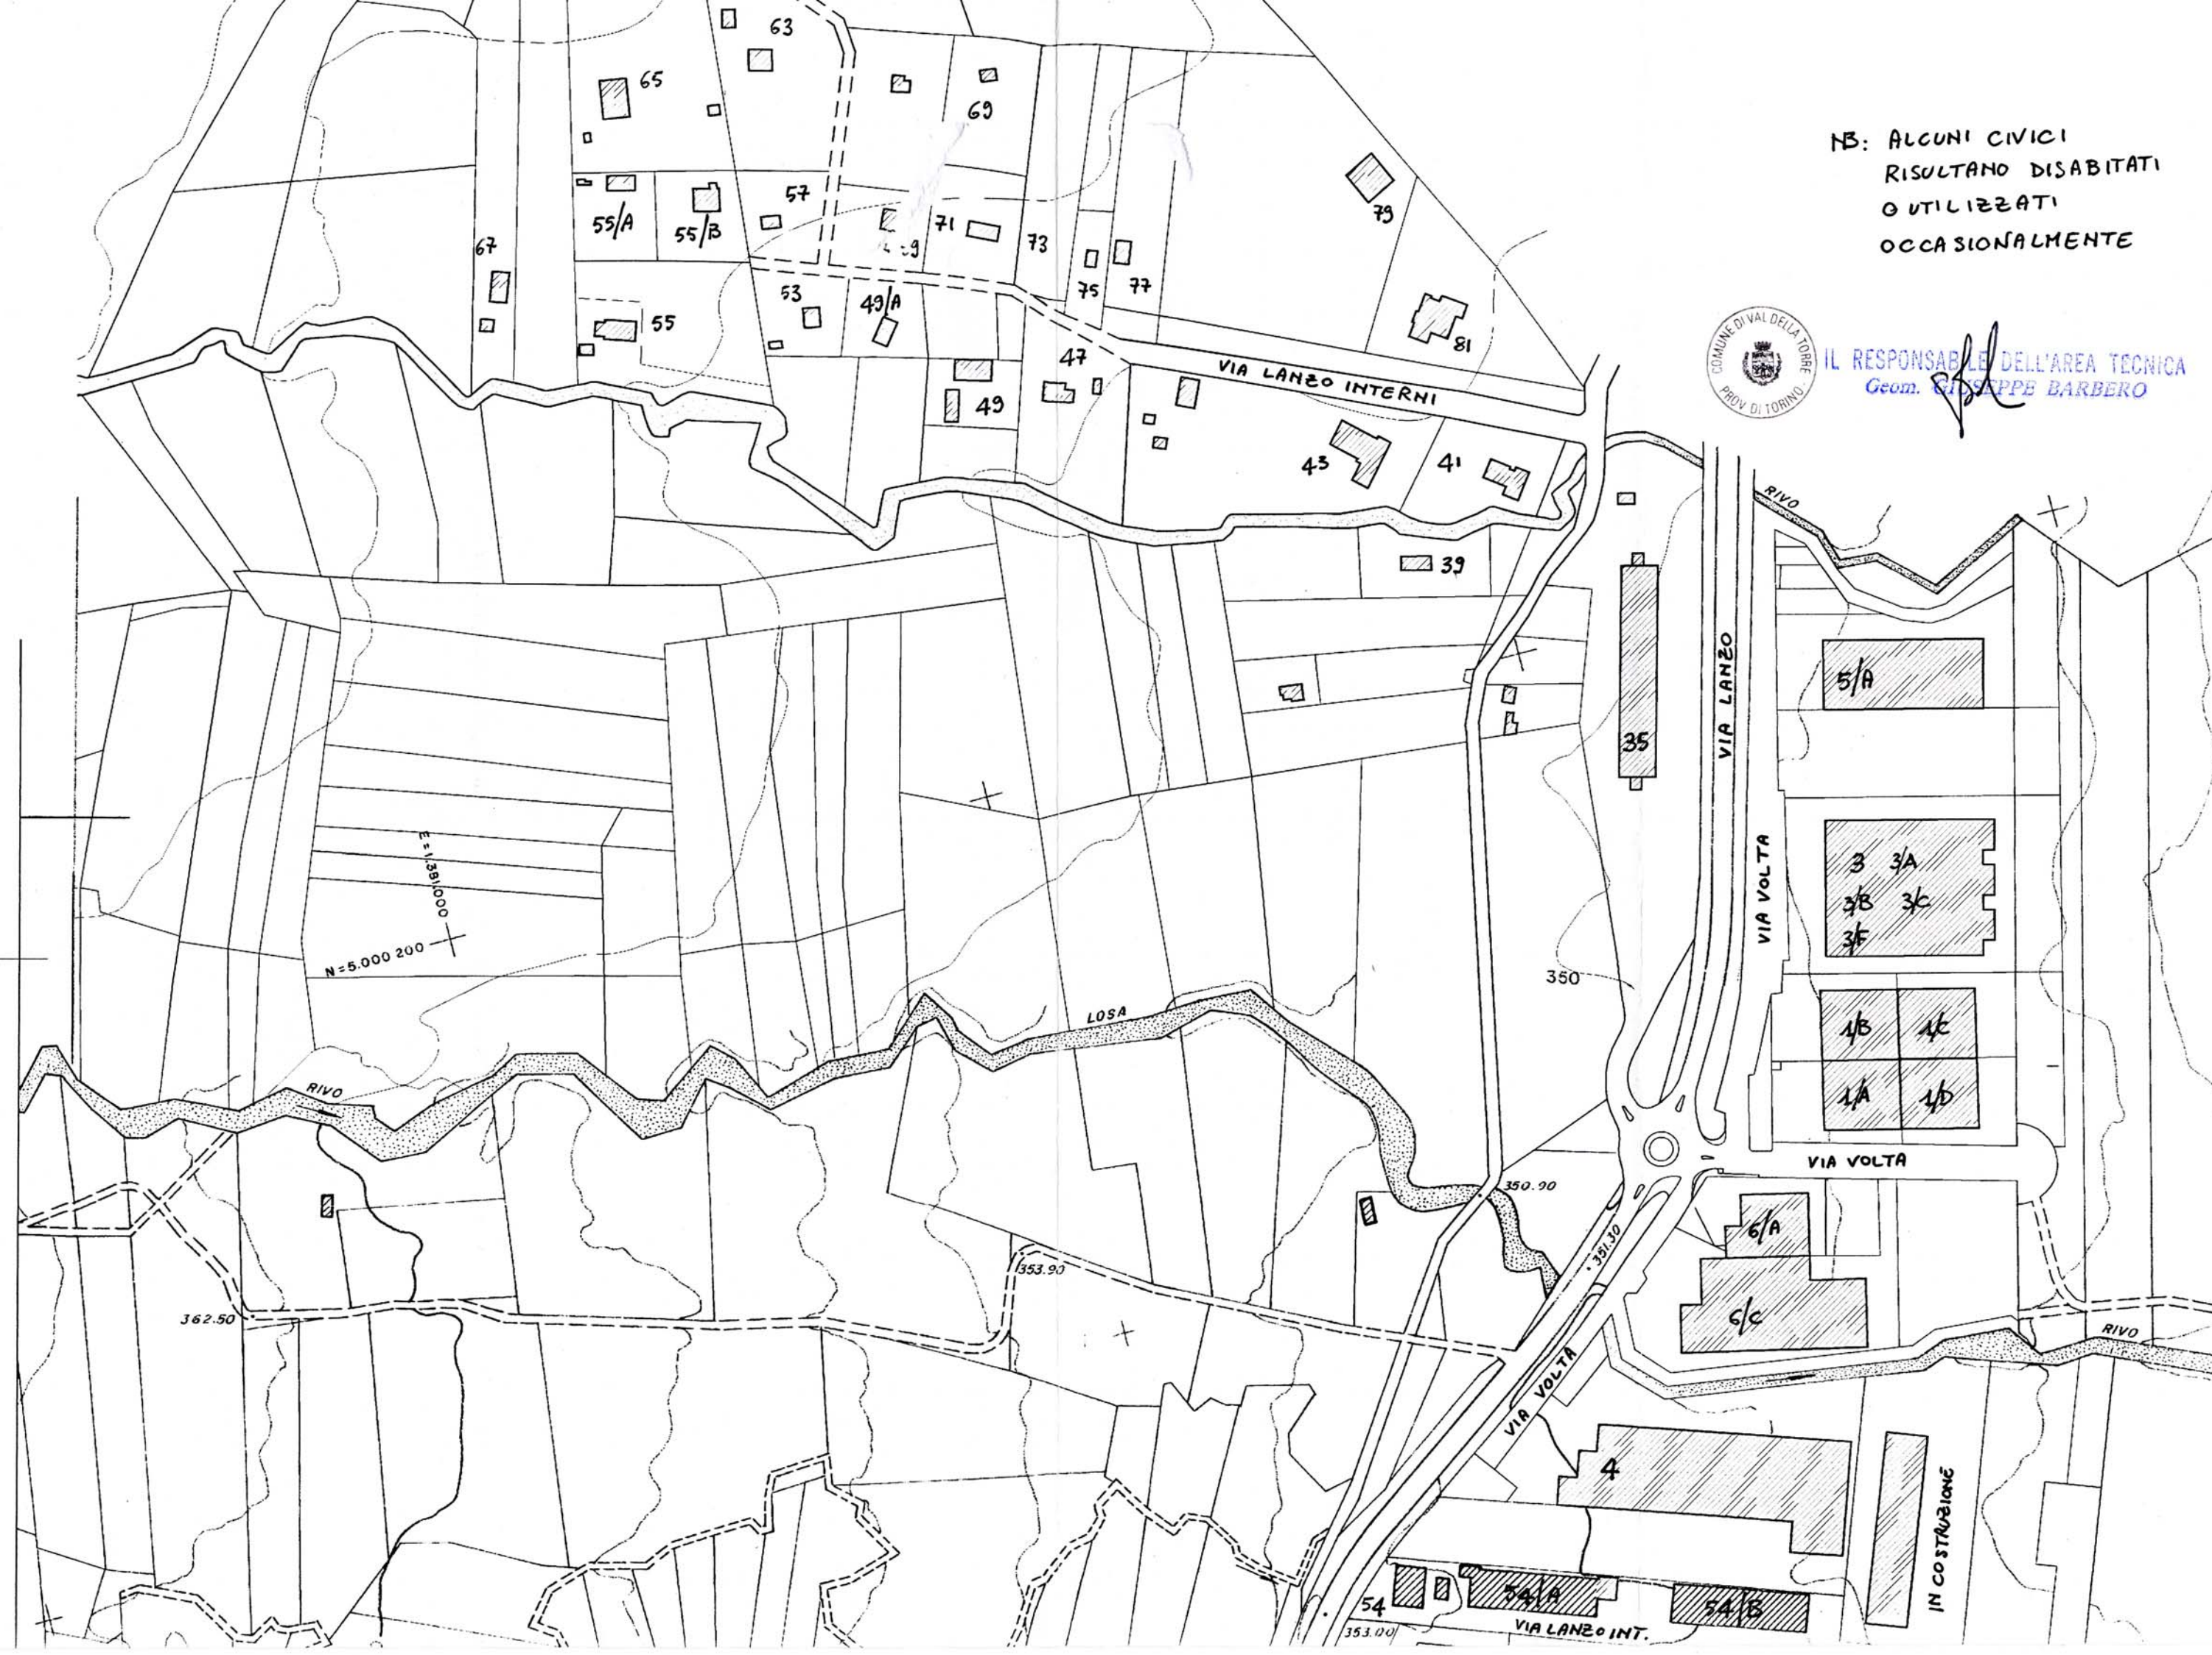 63
65
69
NB: ALCUNI CIVICI
RISULTANO DISABITATI
O UTILIZZATI
OCCASIONALMENTE
79
57
55/A
55/B
71
73
67
75
77
53
49/A
55
81
47
49
VIA LANZO INTERNI
COMUNE DI VAL DELLA TORRE
PROV. DI TORINO
IL RESPONSABILE DELL'AREA TECNICA
Geom. GIUSEPPE BARBERO
43
41
39
RIVO
5/A
35
VIA LANZO
VIA VOLTA
3 3/A
3/B 3/C
3/F
E=1.391.000
N=5.000 200
350
LOSA
1/B 1/C
1/A 1/D
RIVO
VIA VOLTA
350.90
6/A
351.30
353.90
362.50
6/C
RIVO
VIA VOLTA
4
IN COSTRUZIONE
54
54/A
54/B
353.00
VIA LANZO INT.